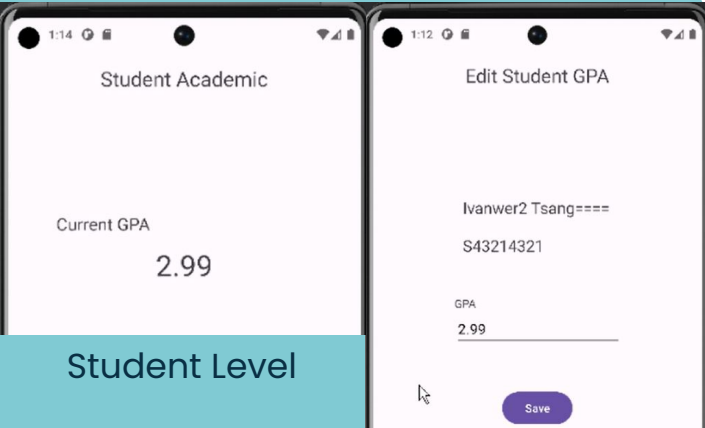 1:14
Student Academic
Current GPA
2.99
Student Level
1:12
Edit Student GPA
Ivanwer2 Tsang====
S43214321
GPA
2.99
Save